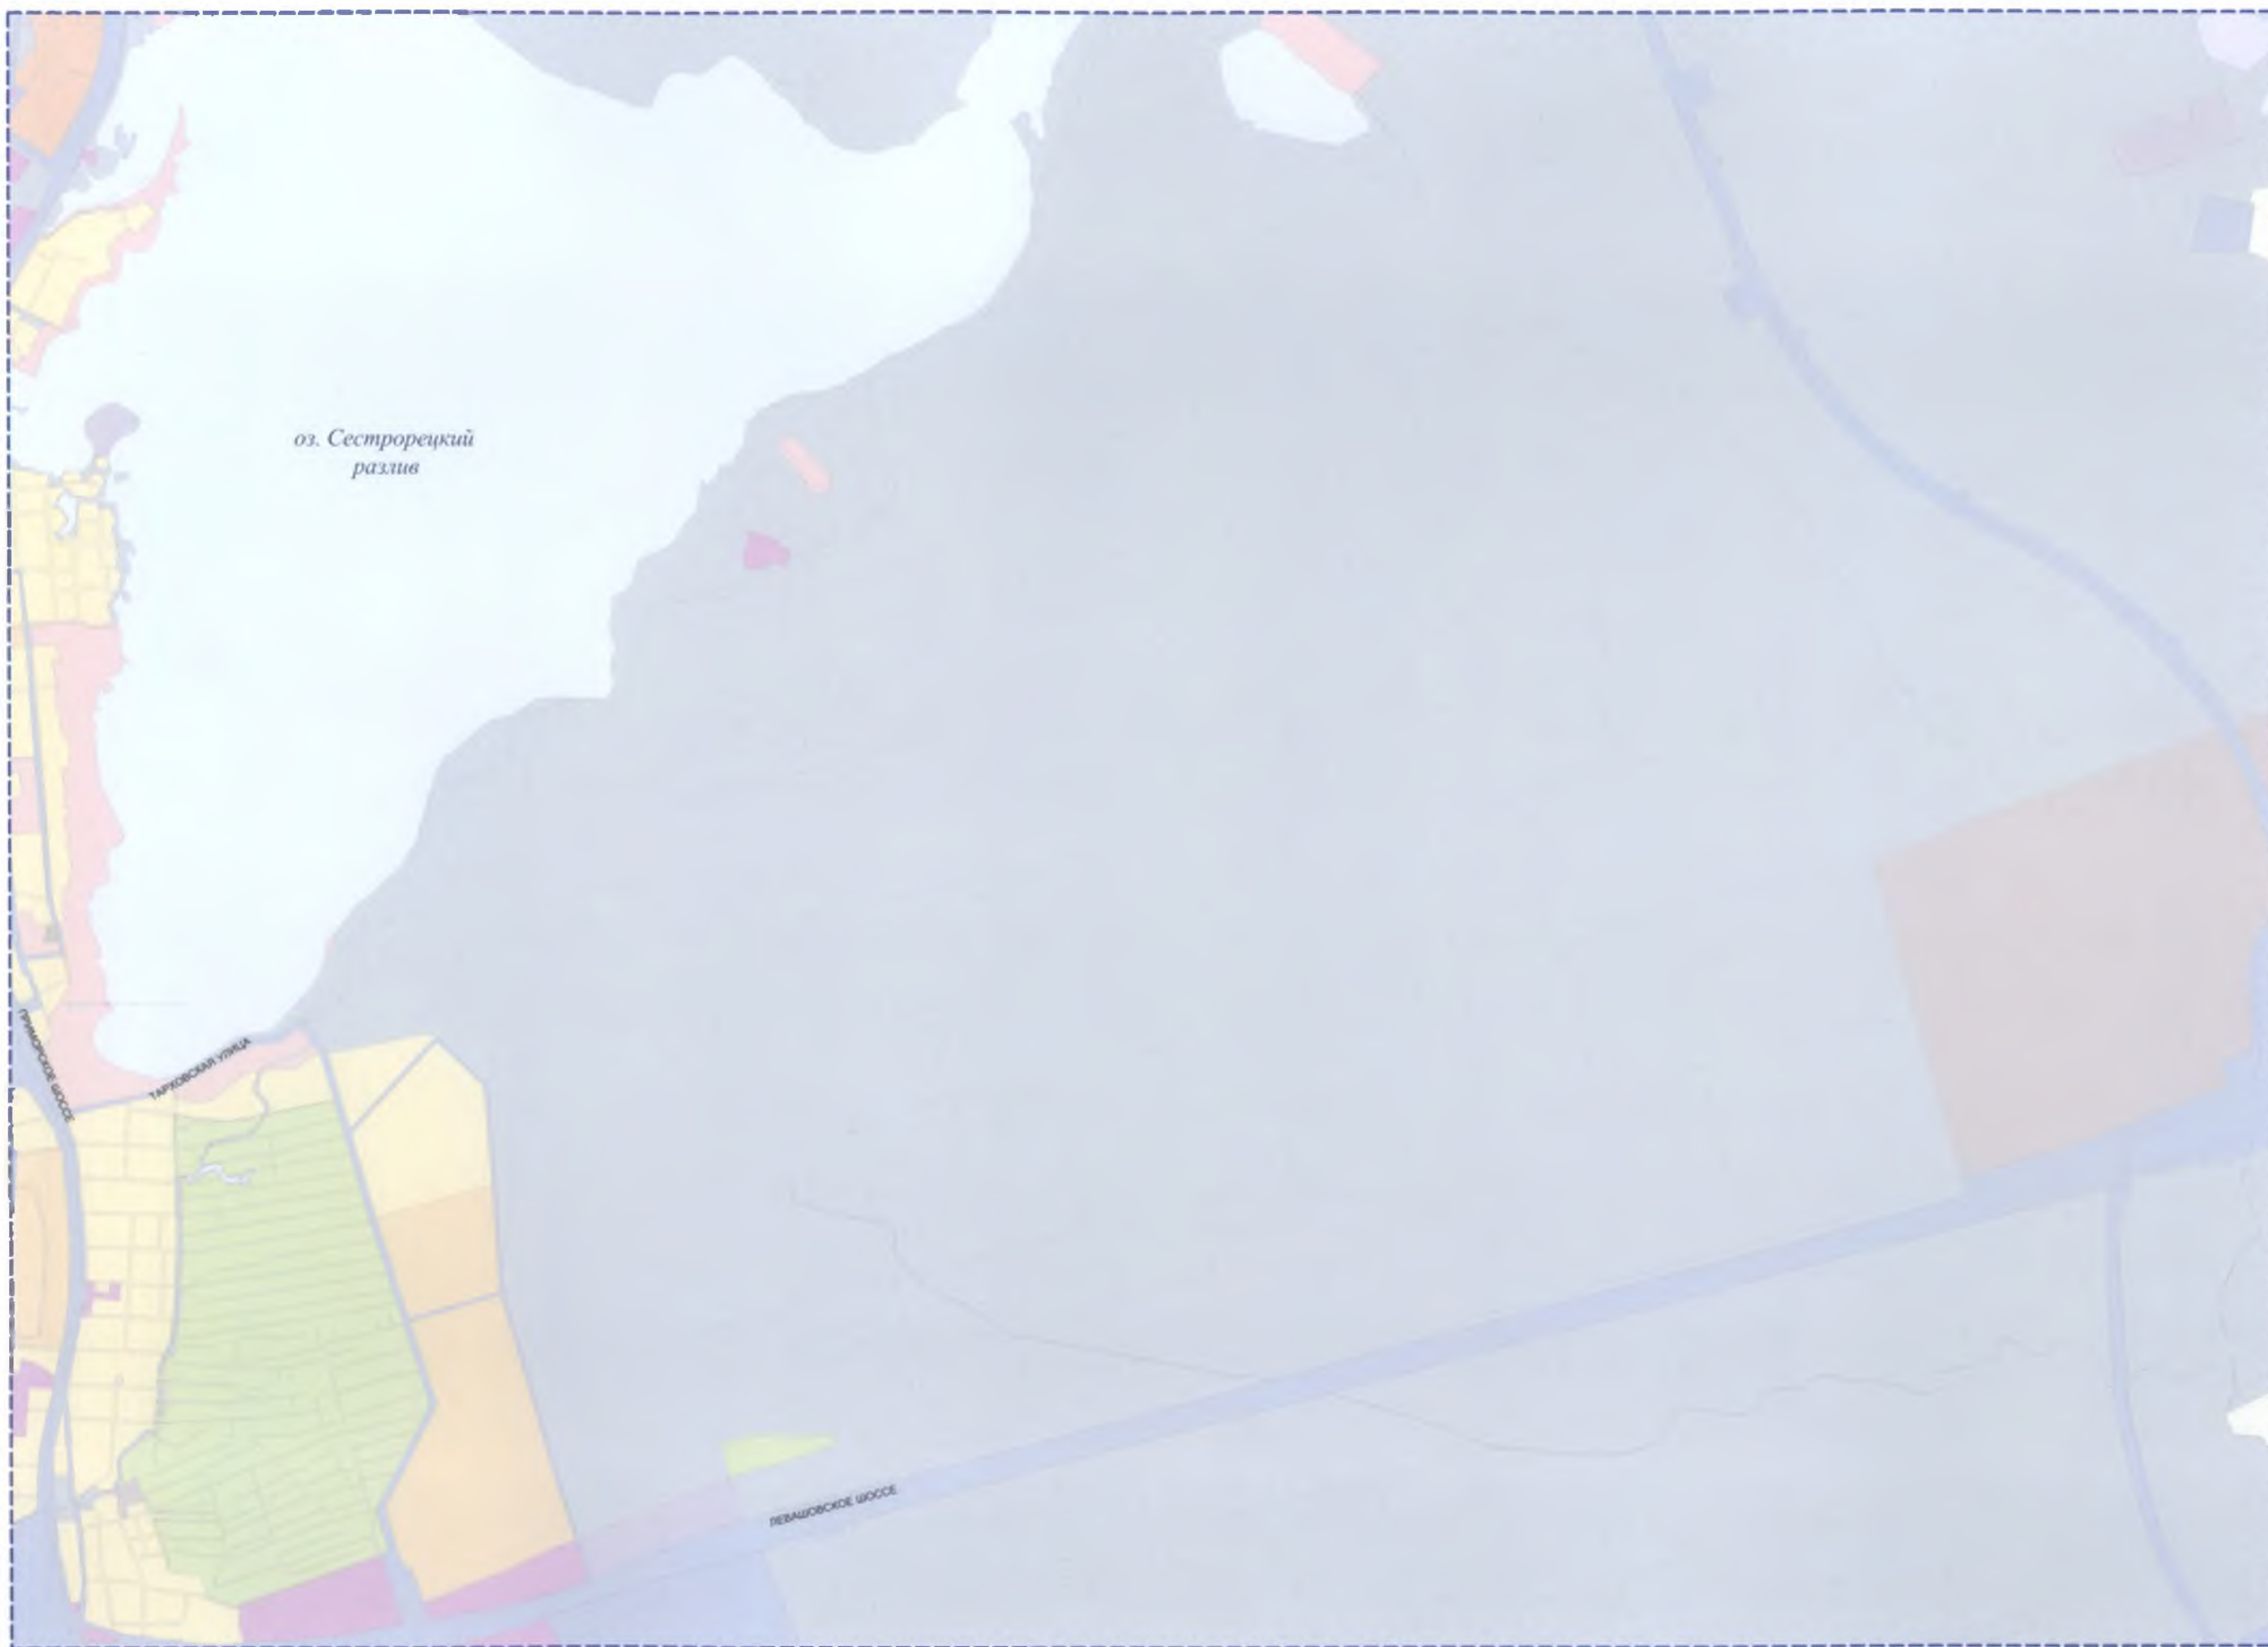 оз. Сестрорецкий
разлив
ПРИМОРСКОЕ ШОССЕ
ТАРХОВСКАЯ УЛИЦА
ЛЕВАШОВСКОЕ ШОССЕ